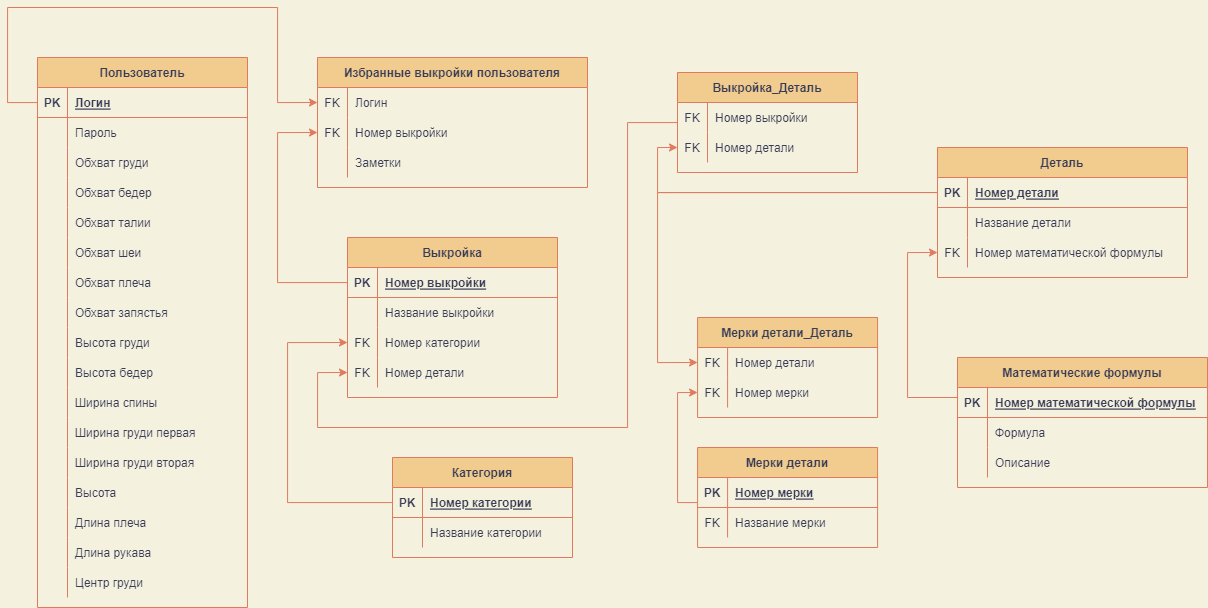 Пользователь
PK Логин
Пароль
Обхват груди
Обхват бедер
Обхват талии
Обхват шеи
Обхват плеча
Обхват запястья
Высота груди
Высота бедер
Ширина спины
Ширина груди первая
Ширина груди вторая
Высота
Длина плеча
Длина рукава
Центр груди
Избранные выкройки пользователя
FK Логин
FK Номер выкройки
Заметки
Выкройка
PK Номер выкройки
Название выкройки
FK Номер категории
FK Номер детали
Категория
PK Номер категории
Название категории
Выкройка_Деталь
FK Номер выкройки
FK Номер детали
Мерки детали_Деталь
FK Номер детали
FK Номер мерки
Мерки детали
PK Номер мерки
FK Название мерки
Деталь
PK Номер детали
Название детали
FK Номер математической формулы
Математические формулы
PK Номер математической формулы
Формула
Описание